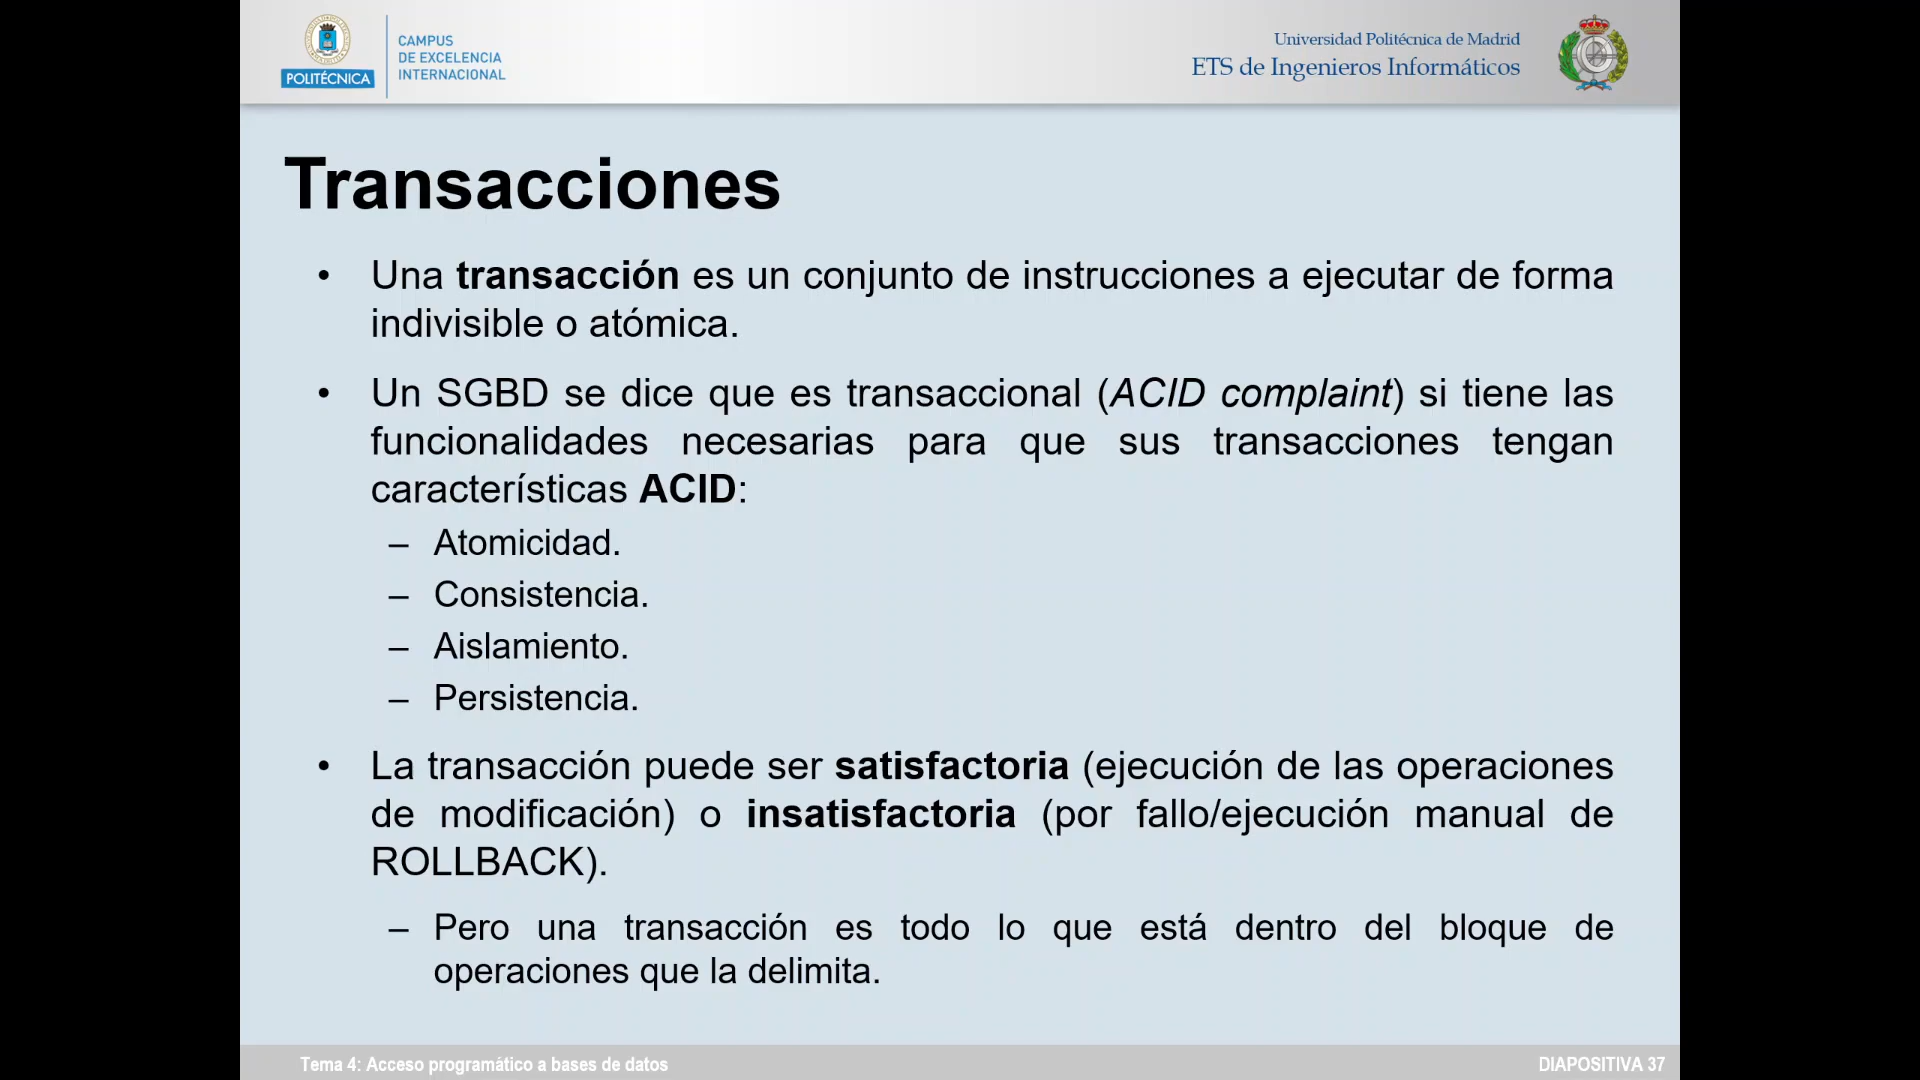 POLITÉCNICA
CAMPUS
DE EXCELENCIA
INTERNACIONAL
Universidad Politécnica de Madrid
ETS de Ingenieros Informáticos
Transacciones
• Una transacción es un conjunto de instrucciones a ejecutar de forma
indivisible o atómica.
• Un SGBD se dice que es transaccional (ACID complaint) si tiene las
funcionalidades necesarias para que sus transacciones tengan
características ACID:
– Atomicidad.
– Consistencia.
– Aislamiento.
– Persistencia.
• La transacción puede ser satisfactoria (ejecución de las operaciones
de modificación) o insatisfactoria (por fallo/ejecución manual de
ROLLBACK).
– Pero una transacción es todo lo que está dentro del bloque de
operaciones que la delimita.
Tema 4: Acceso programático a bases de datos
DIAPOSITIVA 37